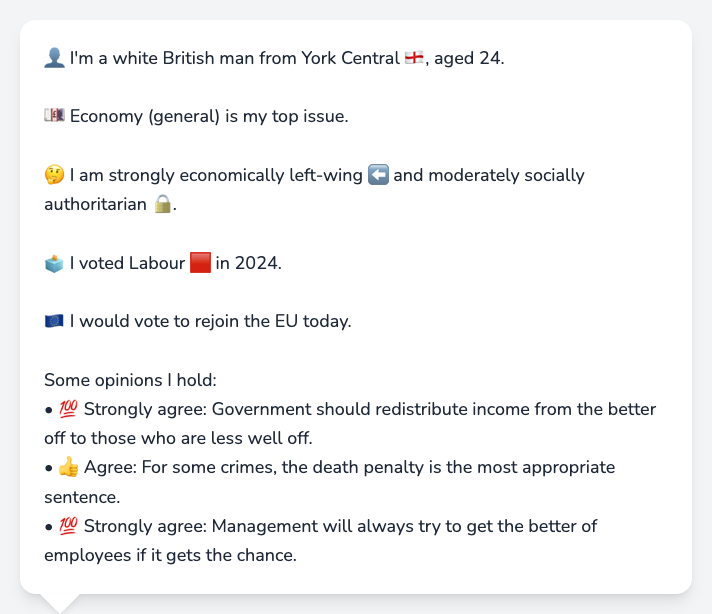 👤 I'm a white British man from York Central 🏴󠁧󠁢󠁥󠁮󠁧󠁿, aged 24.
💷 Economy (general) is my top issue.
🤔 I am strongly economically left-wing ⬅️ and moderately socially
authoritarian 🔒.
🗳️ I voted Labour 🟥 in 2024.
🇪🇺 I would vote to rejoin the EU today.
Some opinions I hold:
• 💯 Strongly agree: Government should redistribute income from the better
off to those who are less well off.
• 👍 Agree: For some crimes, the death penalty is the most appropriate
sentence.
• 💯 Strongly agree: Management will always try to get the better of
employees if it gets the chance.